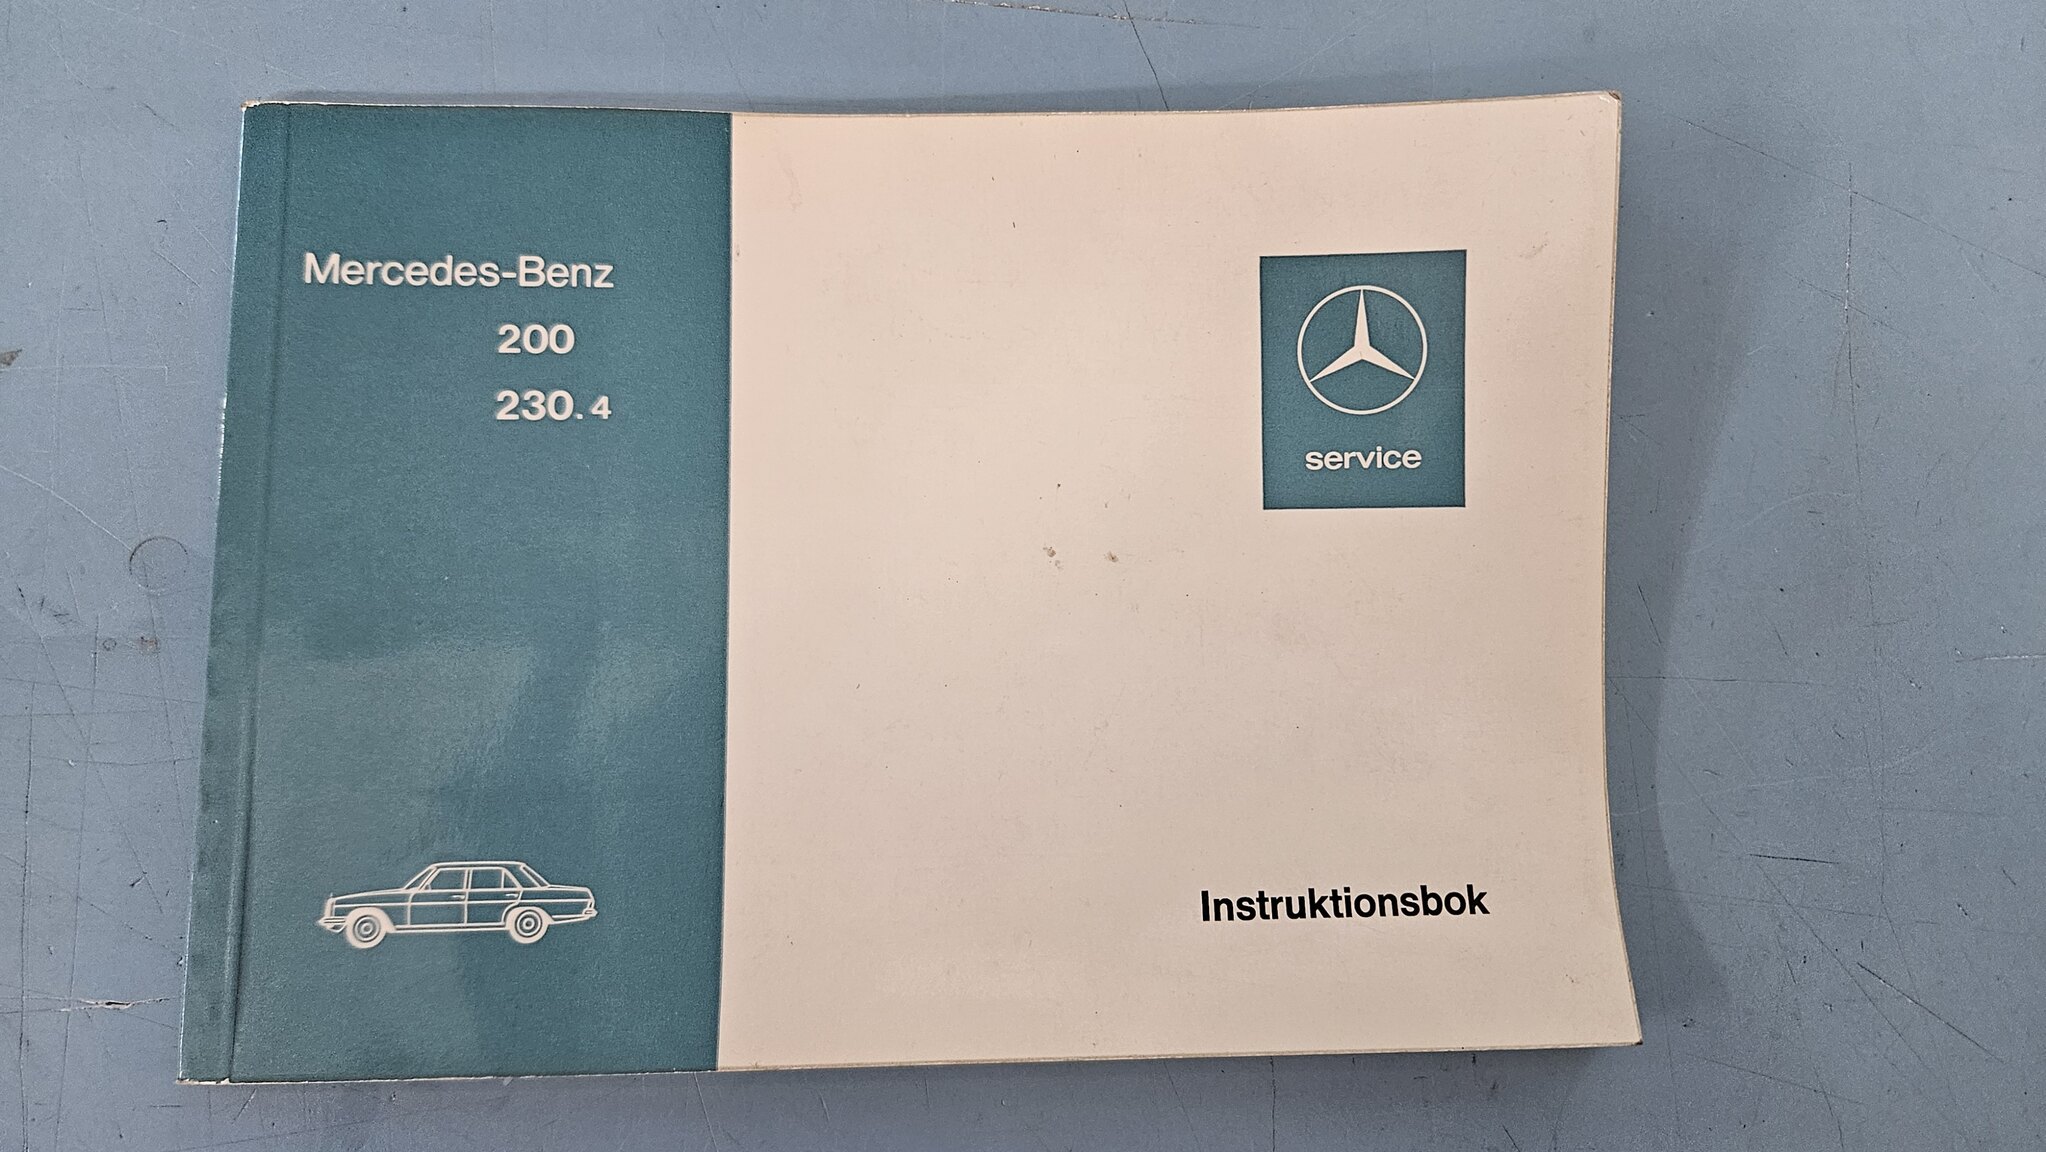 Mercedes-Benz
200
230.4
service
Instruktionsbok